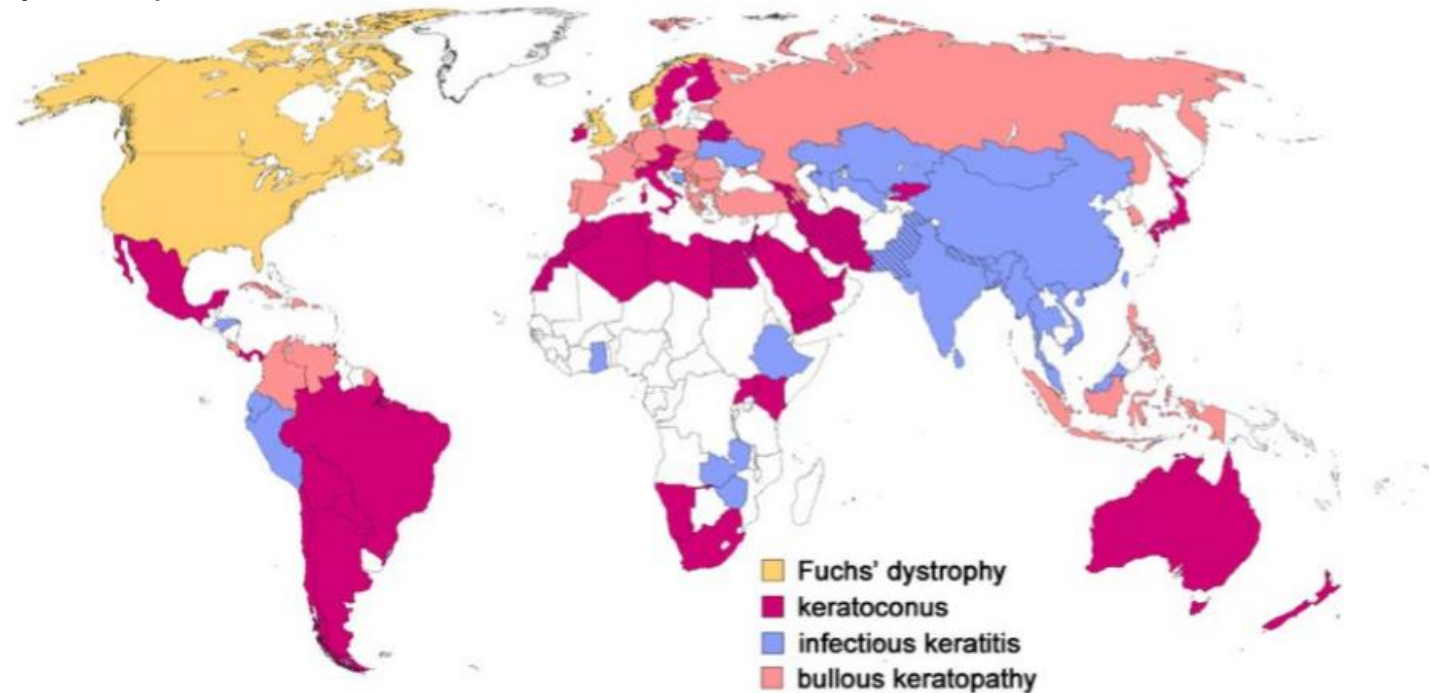 Fuchs' dystrophy
keratoconus
infectious keratitis
bullous keratopathy